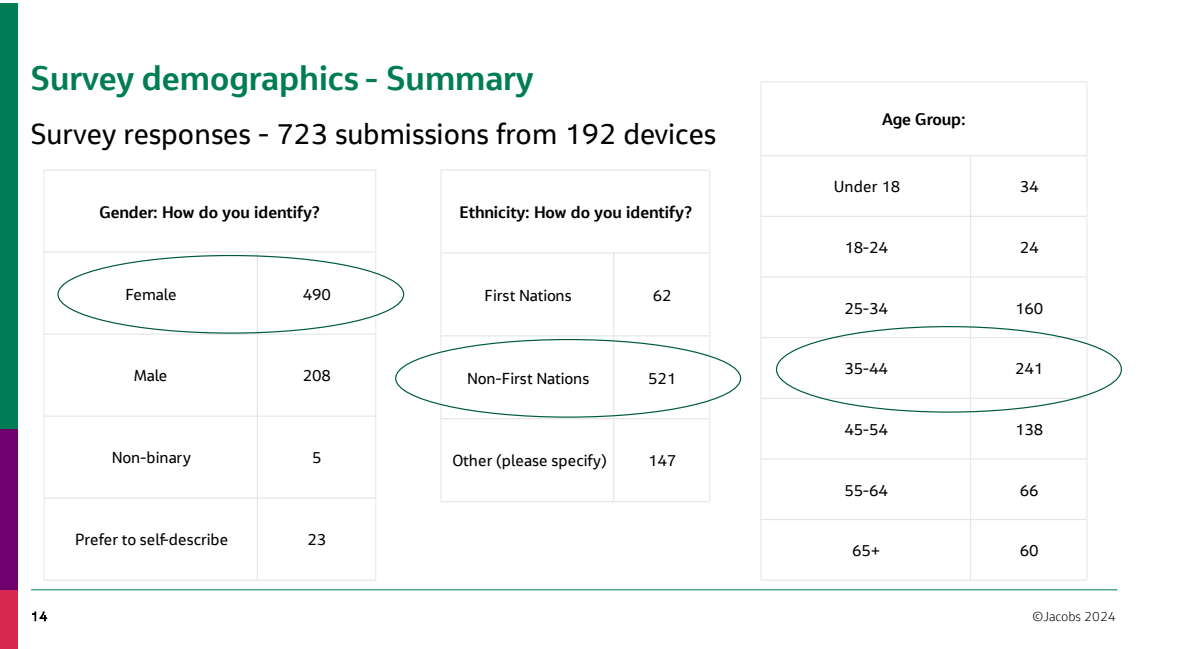 Survey demographics - Summary
Survey responses - 723 submissions from 192 devices
Gender: How do you identify?
Female 490
Male 208
Non-binary 5
Prefer to self-describe 23
Ethnicity: How do you identify?
First Nations 62
Non-First Nations 521
Other (please specify) 147
Age Group:
Under 18 34
18-24 24
25-34 160
35-44 241
45-54 138
55-64 66
65+ 60
14
©Jacobs 2024